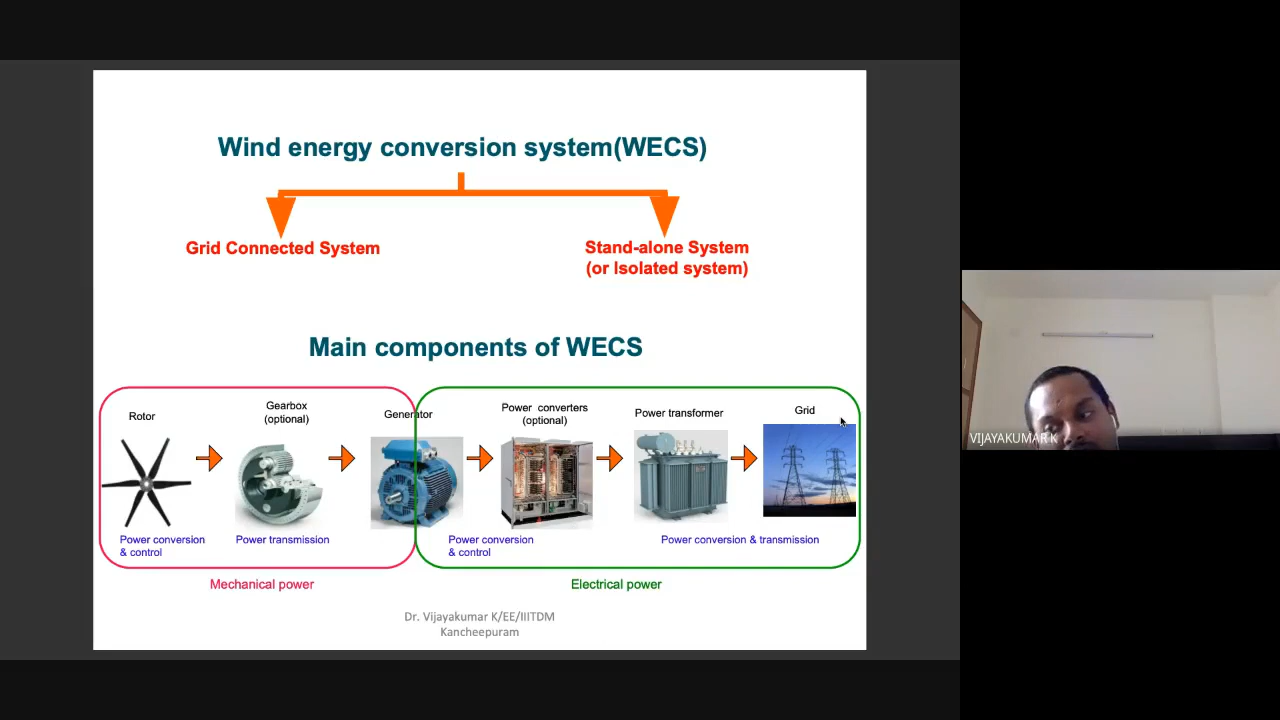 Wind energy conversion system(WECS)
Grid Connected System
Stand-alone System
(or Isolated system)
Main components of WECS
Rotor
Gearbox
(optional)
Generator
Power converters
(optional)
Power transformer
Grid
Power conversion
& control
Power transmission
Power conversion
& control
Power conversion & transmission
Mechanical power
Electrical power
Dr. Vijayakumar K/EE/IIITDM
Kancheepuram
VIJAYAKUMAR K